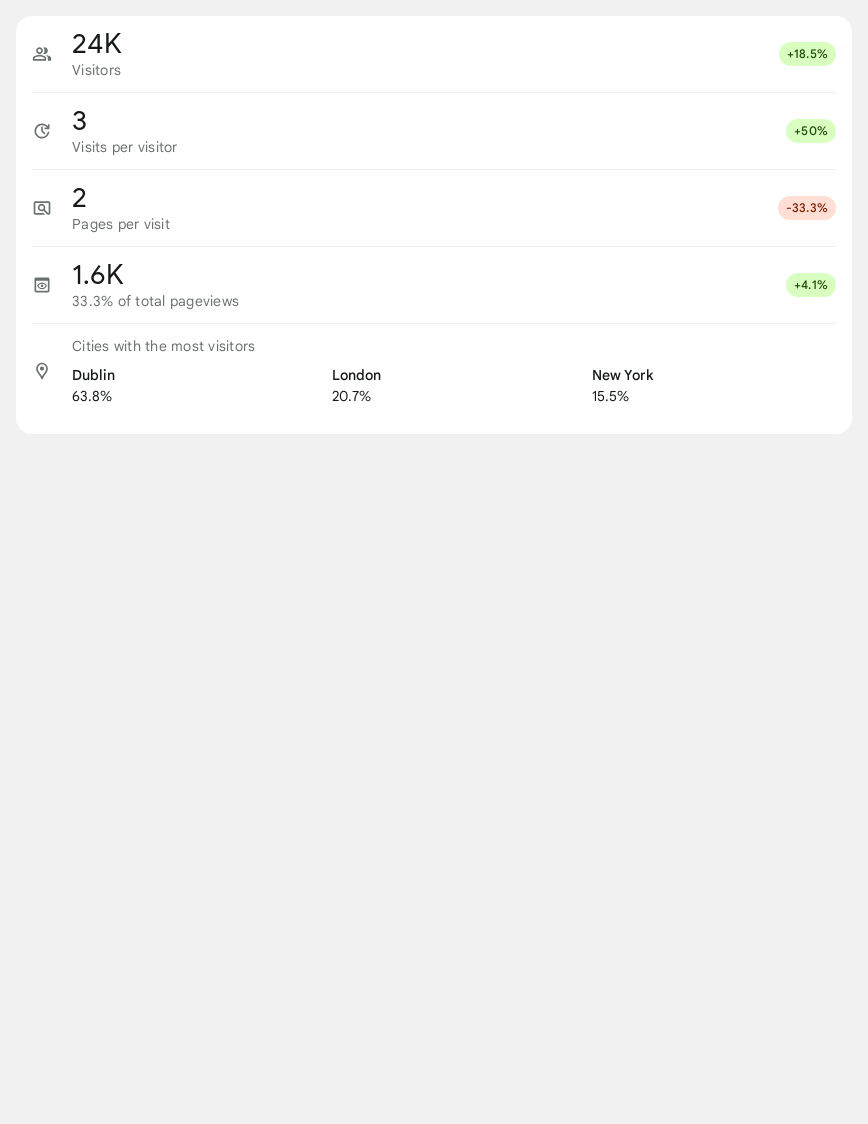 24K
Visitors
+18.5%
3
Visits per visitor
+50%
2
Pages per visit
-33.3%
1.6K
33.3% of total pageviews
+4.1%
Cities with the most visitors
Dublin London New York
63.8% 20.7% 15.5%